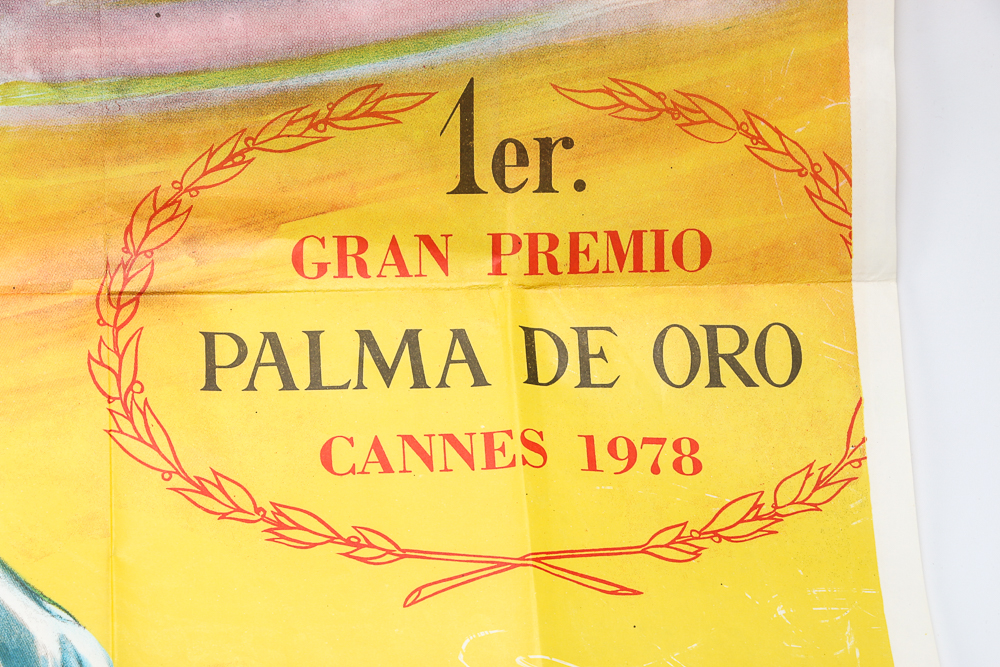 1er.
GRAN PREMIO
PALMA DE ORO
CANNES 1978